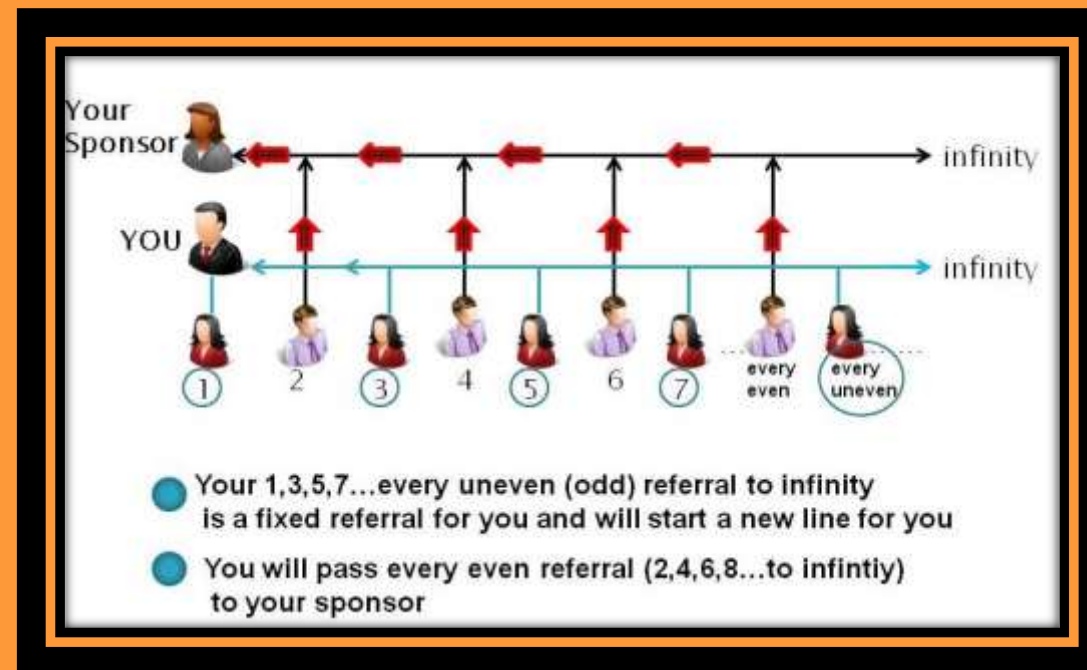 Your
Sponsor
infinity
YOU
infinity
1
2
3
4
5
6
7
every
even
every
uneven
Your 1,3,5,7...every uneven (odd) referral to infinity
is a fixed referral for you and will start a new line for you
You will pass every even referral (2,4,6,8...to infintiy)
to your sponsor